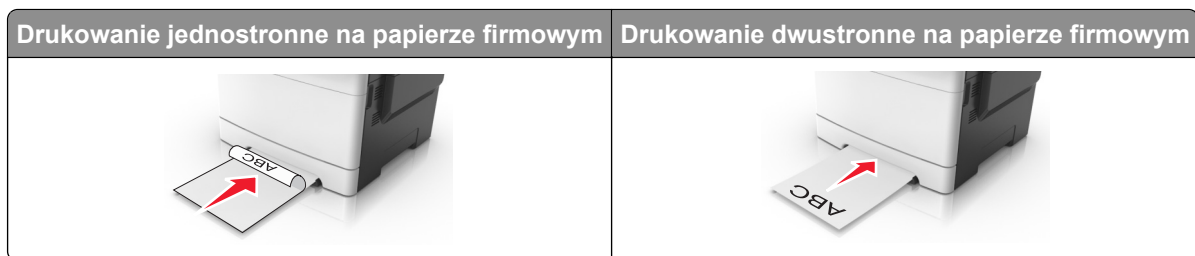 Drukowanie jednostronne na papierze firmowym
Drukowanie dwustronne na papierze firmowym
ABC
ABC